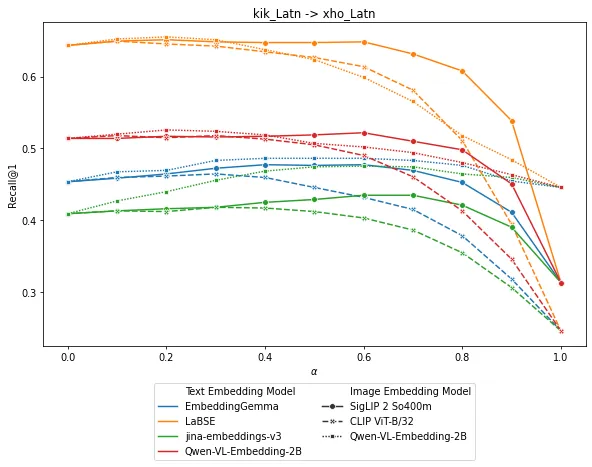 kik_Latn -> xho_Latn
Recall@1
0.6
0.5
0.4
0.3
0.0 0.2 0.4 0.6 0.8 1.0
α
Text Embedding Model Image Embedding Model
EmbeddingGemma SigLIP 2 So400m
LaBSE CLIP ViT-B/32
jina-embeddings-v3 Qwen-VL-Embedding-2B
Qwen-VL-Embedding-2B